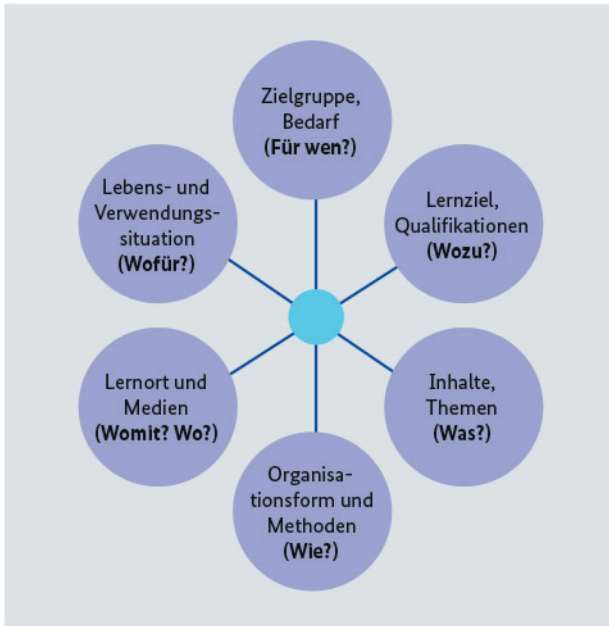 Zielgruppe,
Bedarf
(Für wen?)
Lernziel,
Qualifikationen
(Wozu?)
Inhalte,
Themen
(Was?)
Organisa-
tionsform und
Methoden
(Wie?)
Lernort und
Medien
(Womit? Wo?)
Lebens- und
Verwendungs-
situation
(Wofür?)